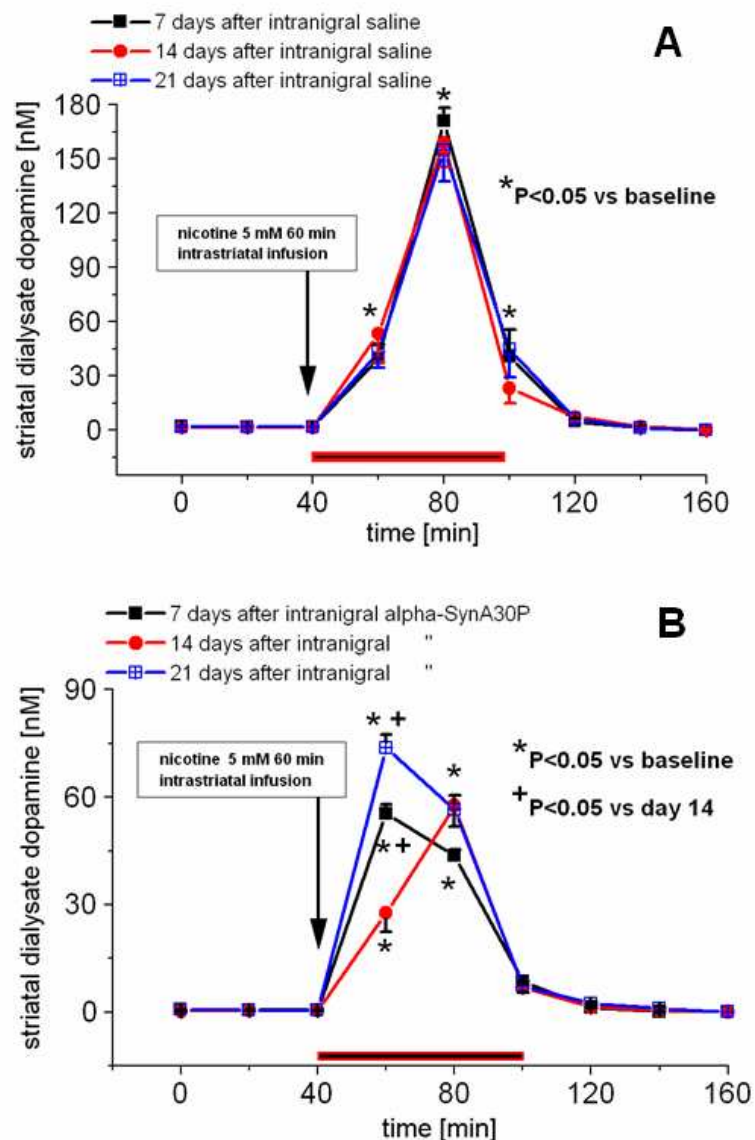 7 days after intranigral saline
14 days after intranigral saline
21 days after intranigral saline
A
180
150
120
90
60
30
0
striatal dialysate dopamine [nM]
*
*P<0.05 vs baseline
nicotine 5 mM 60 min
intrastriatal infusion
*
*
0 40 80 120 160
time [min]
7 days after intranigral alpha-SynA30P
14 days after intranigral "
21 days after intranigral "
B
90
60
30
0
striatal dialysate dopamine [nM]
*+
*
*P<0.05 vs baseline
+P<0.05 vs day 14
nicotine 5 mM 60 min
intrastriatal infusion
*+
*
*
0 40 80 120 160
time [min]